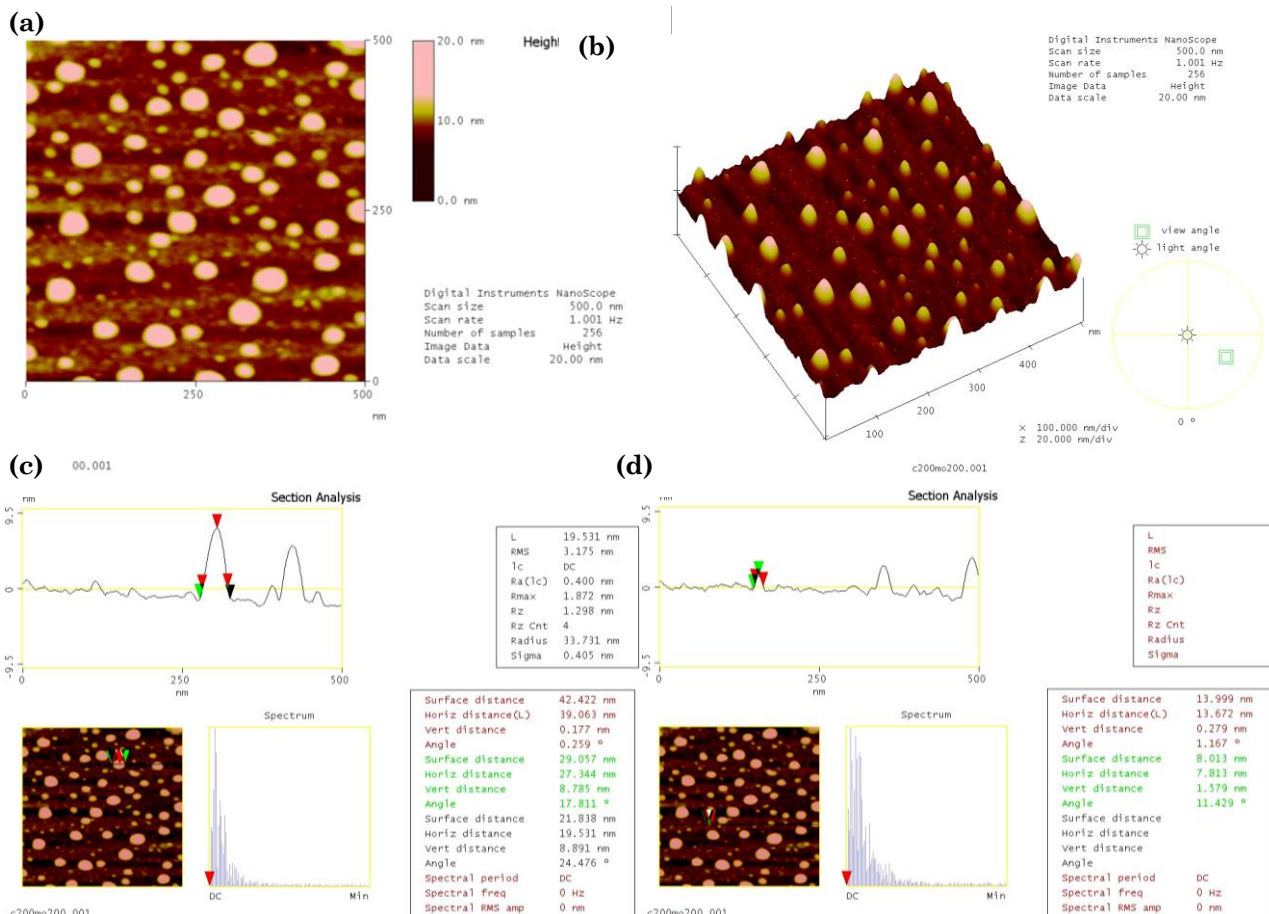 (a)
500
250
0
0
250
500
nm
20.0 nm
10.0 nm
0.0 nm
Height
Digital Instruments NanoScope
Scan size 500.0 nm
Scan rate 1.001 Hz
Number of samples 256
Image Data Height
Data scale 20.00 nm
(b)
Digital Instruments NanoScope
Scan size 500.0 nm
Scan rate 1.001 Hz
Number of samples 256
Image Data Height
Data scale 20.00 nm
view angle
light angle
0 º
nm
400
300
200
100
X 100.000 nm/div
Z 20.000 nm/div
(c)
00.001
Section Analysis
nm
9.5
0
-9.5
0
250
500
nm
L 19.531 nm
RMS 3.175 nm
lc DC
Ra(lc) 0.400 nm
Rmax 1.872 nm
Rz 1.298 nm
Rz Cnt 4
Radius 33.731 nm
Sigma 0.405 nm
Spectrum
DC Min
Surface distance 42.422 nm
Horiz distance(L) 39.063 nm
Vert distance 0.177 nm
Angle 0.259 º
Surface distance 29.057 nm
Horiz distance 27.344 nm
Vert distance 8.785 nm
Angle 17.811 º
Surface distance 21.838 nm
Horiz distance 19.531 nm
Vert distance 8.891 nm
Angle 24.476 º
Spectral period DC
Spectral freq 0 Hz
Spectral RMS amp 0 nm
c200mo200.001
(d)
c200mo200.001
Section Analysis
nm
9.5
0
-9.5
0
250
500
nm
L
RMS
lc
Ra(lc)
Rmax
Rz
Rz Cnt
Radius
Sigma
Spectrum
DC Min
Surface distance 13.999 nm
Horiz distance(L) 13.672 nm
Vert distance 0.279 nm
Angle 1.167 º
Surface distance 8.013 nm
Horiz distance 7.813 nm
Vert distance 1.579 nm
Angle 11.429 º
Surface distance
Horiz distance
Vert distance
Angle
Spectral period DC
Spectral freq 0 Hz
Spectral RMS amp 0 nm
c200mo200.001